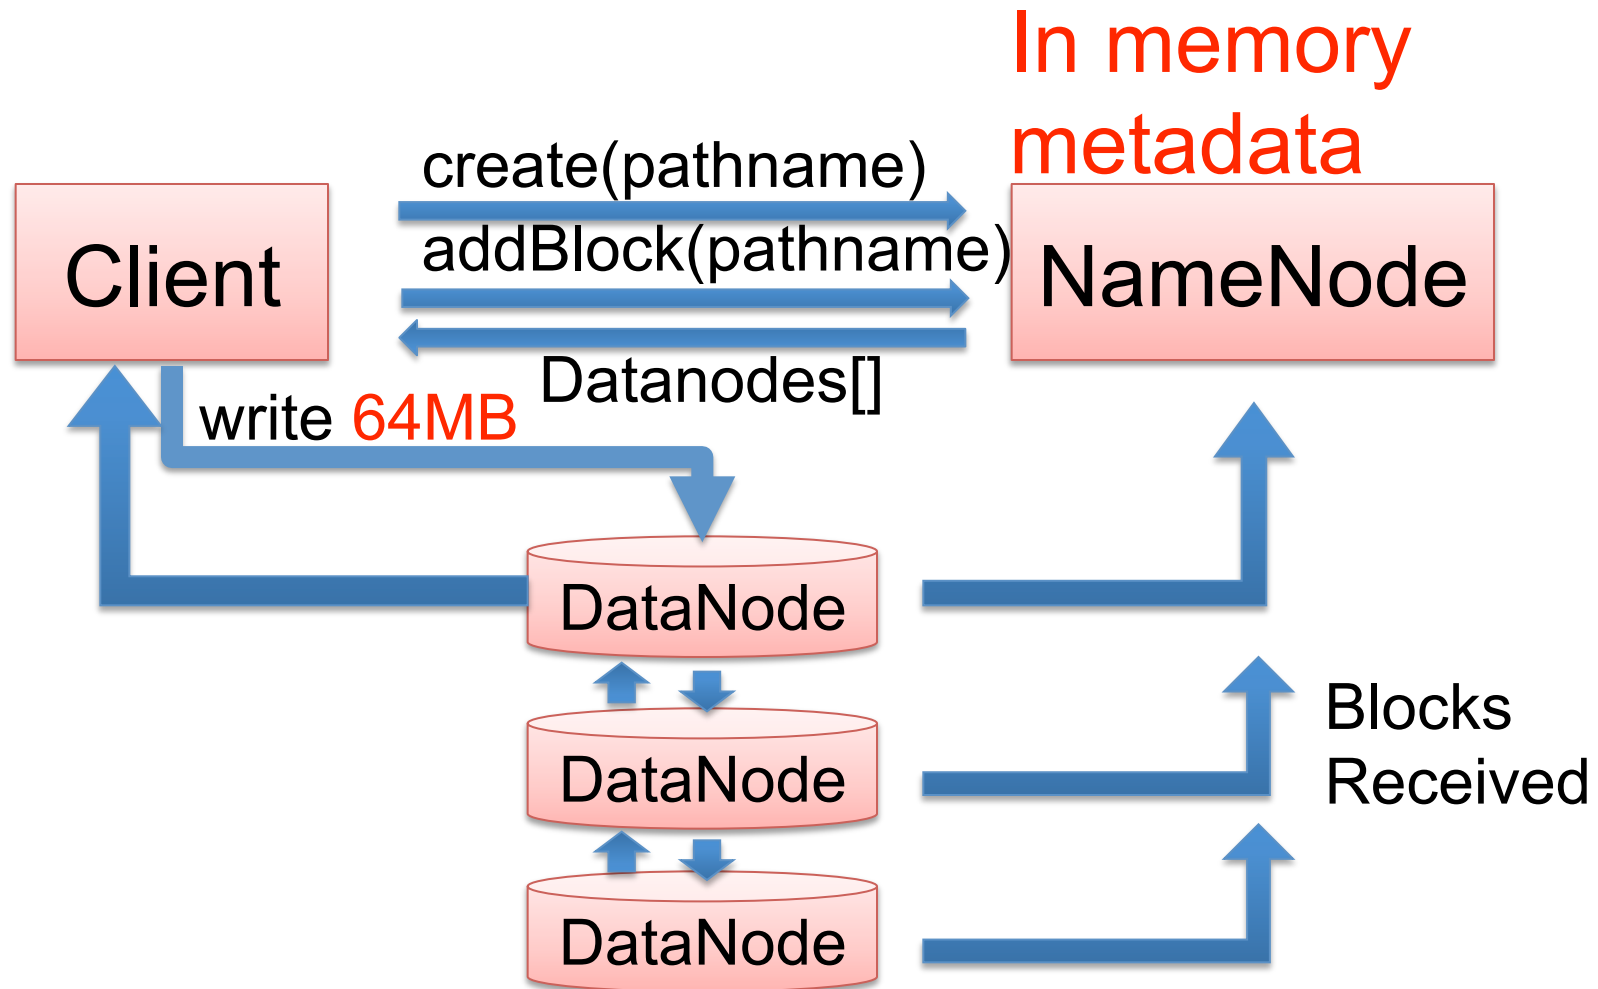 In memory
metadata
create(pathname)
addBlock(pathname)
Client
NameNode
Datanodes[]
write 64MB
DataNode
DataNode
Blocks
Received
DataNode